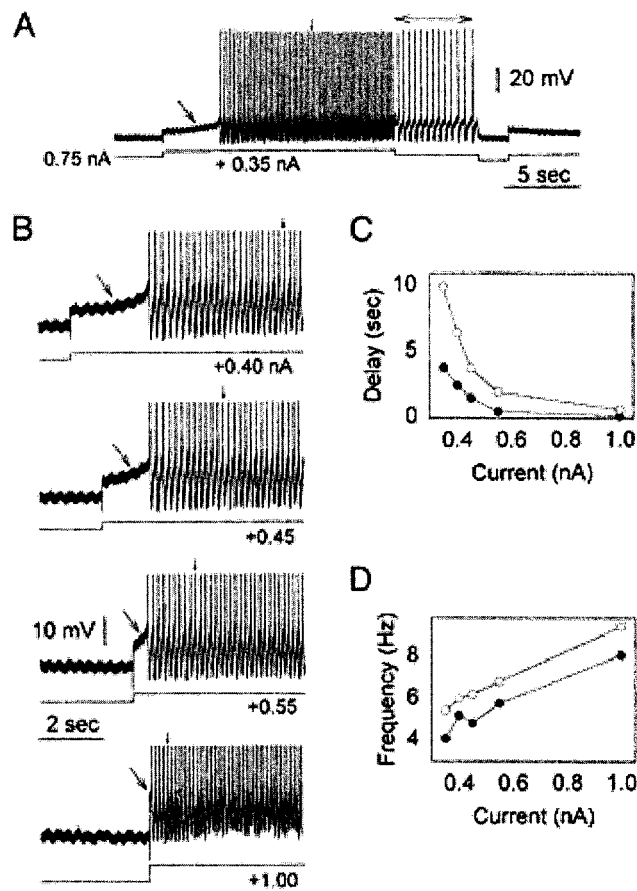 A
20 mV
0.75 nA
+ 0.35 nA
5 sec
B
+0.40 nA
+0.45
10 mV
+0.55
2 sec
+1.00
C
10
5
0
Delay (sec)
0.4 0.6 0.8 1.0
Current (nA)
D
8
6
4
Frequency (Hz)
0.4 0.6 0.8 1.0
Current (nA)